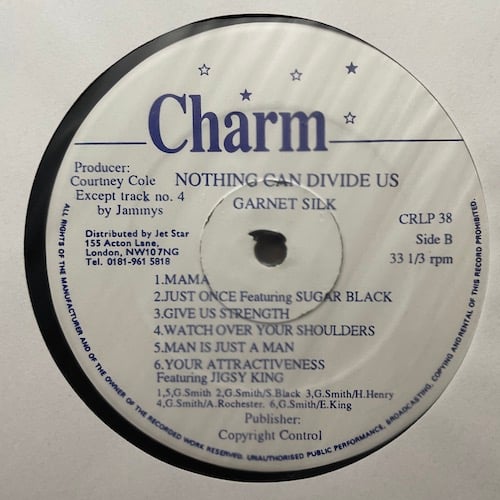 Charm
Producer:
Courtney Cole
Except track no. 4
by Jammys
NOTHING CAN DIVIDE US
GARNET SILK
Distributed by Jet Star
155 Acton Lane,
London, NW107NG
Tel. 0181-961 5818
CRLP 38
Side B
33 1/3 rpm
1.MAMA
2.JUST ONCE Featuring SUGAR BLACK
3.GIVE US STRENGTH
4.WATCH OVER YOUR SHOULDERS
5.MAN IS JUST A MAN
6.YOUR ATTRACTIVENESS
Featuring JIGSY KING
1,5,G.Smith 2,G.Smith/S.Black 3,G.Smith/H.Henry
4,G.Smith/A.Rochester. 6,G.Smith/E.King
Publisher:
Copyright Control
ALL RIGHTS OF THE MANUFACTURER AND OF THE OWNER OF THE RECORDED WORK RESERVED. UNAUTHORISED PUBLIC PERFORMANCE, BROADCASTING, COPYING AND RENTAL OF THIS RECORD PROHIBITED.